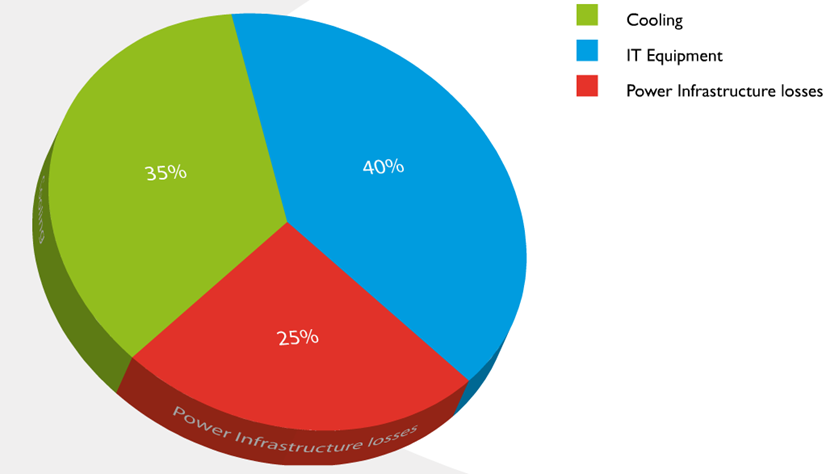 Cooling
IT Equipment
Power Infrastructure losses
35%
40%
25%
Power Infrastructure losses